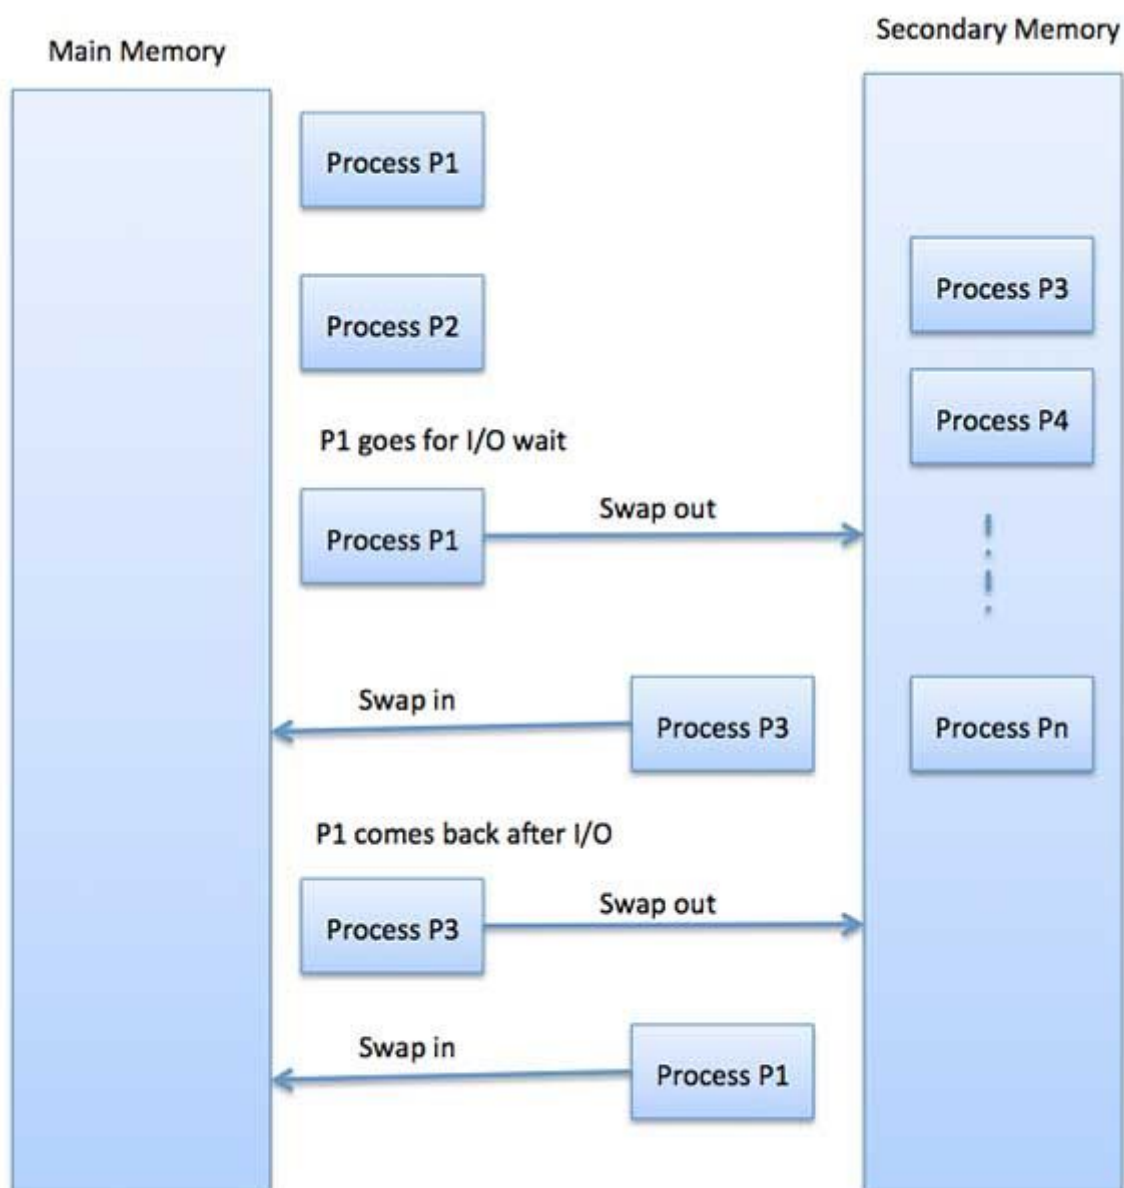 Main Memory
Secondary Memory
Process P1
Process P2
Process P3
Process P4
P1 goes for I/O wait
Process P1
Swap out
Swap in
Process P3
Process Pn
P1 comes back after I/O
Process P3
Swap out
Swap in
Process P1